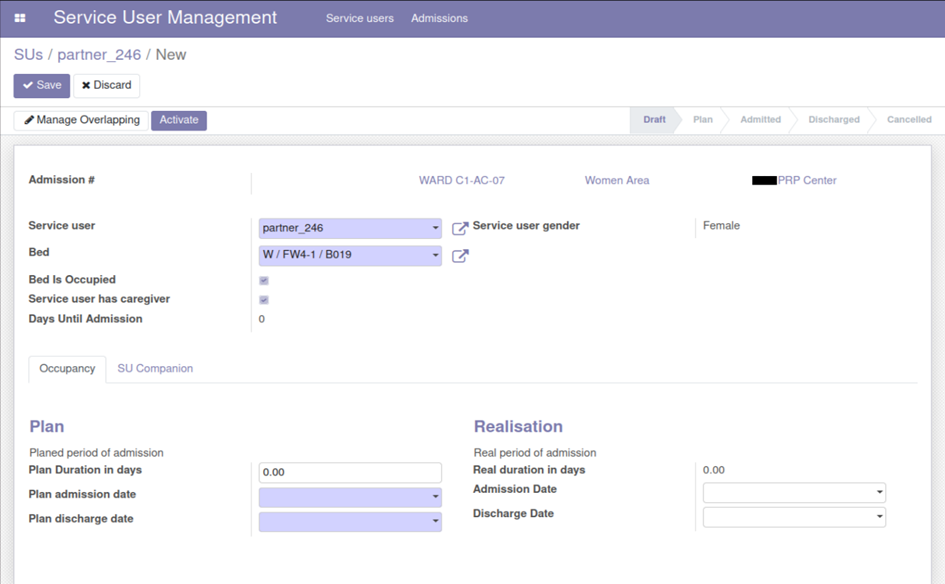 Service User Management Service users Admissions
SUs / partner_246 / New
Save Discard
Manage Overlapping Activate Draft Plan Admitted Discharged Cancelled
Admission # WARD C1-AC-07 Women Area PRP Center
Service user partner_246 Service user gender Female
Bed W / FW4-1 / B019
Bed Is Occupied
Service user has caregiver
Days Until Admission 0
Occupancy SU Companion
Plan Realisation
Planed period of admission Real period of admission
Plan Duration in days 0.00 Real duration in days 0.00
Plan admission date Admission Date
Plan discharge date Discharge Date